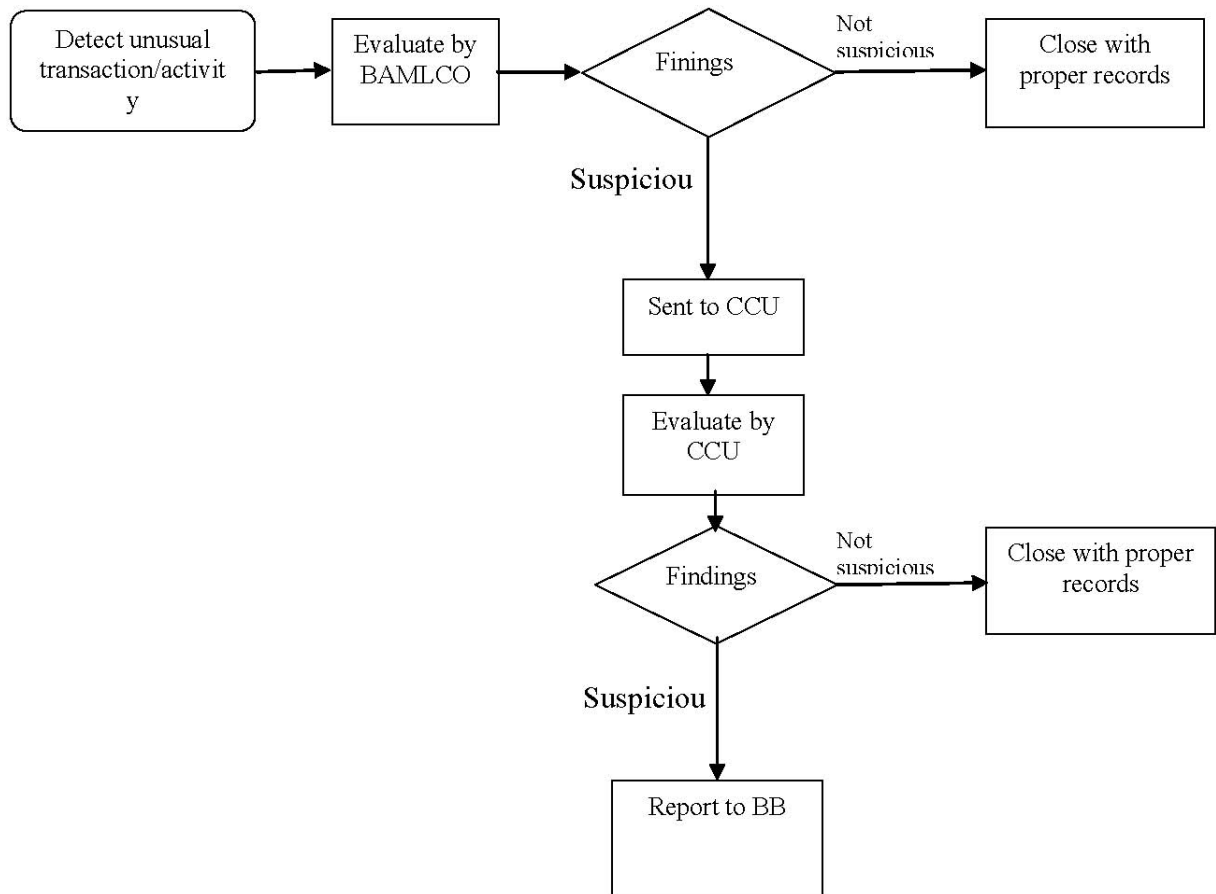 Detect unusual
transaction/activit
y
Evaluate by
BAMLCO
Finings
Not
suspicious
Close with
proper records
Suspiciou
Sent to CCU
Evaluate by
CCU
Findings
Not
suspicious
Close with proper
records
Suspiciou
Report to BB